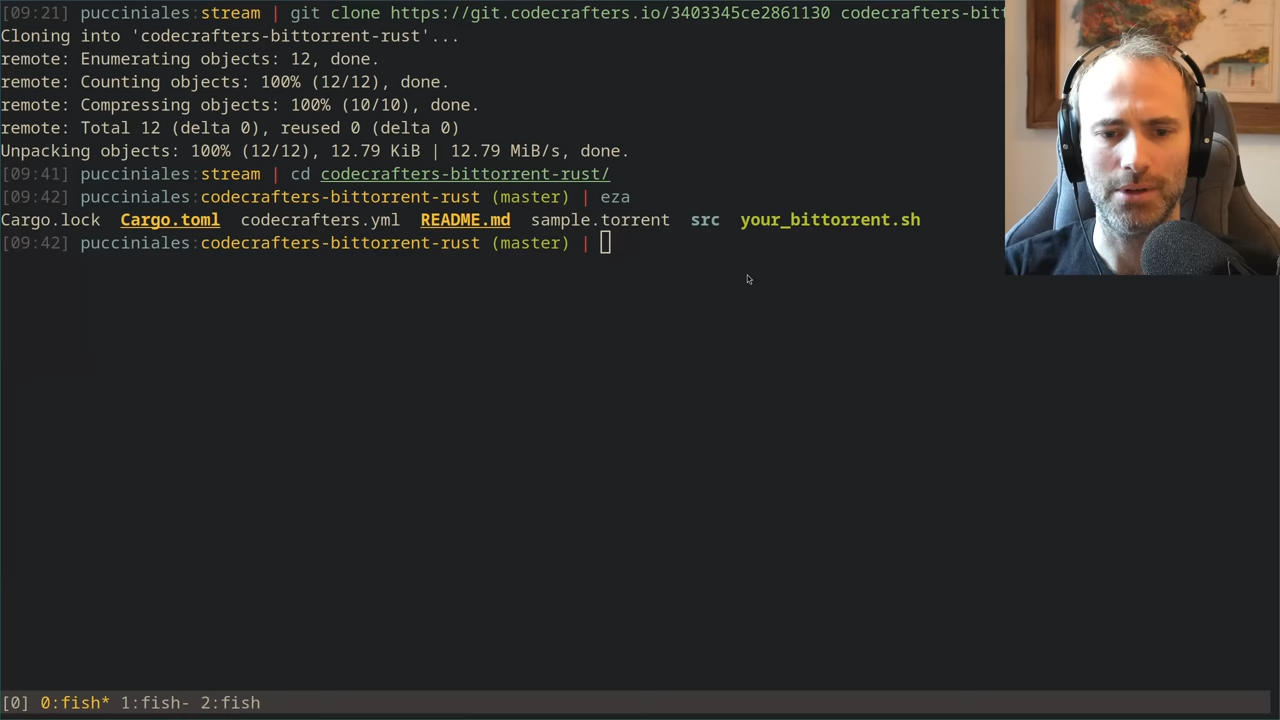 [09:21] pucciniales:stream | git clone https://git.codecrafters.io/3403345ce2861130 codecrafters-bitt
Cloning into 'codecrafters-bittorrent-rust'...
remote: Enumerating objects: 12, done.
remote: Counting objects: 100% (12/12), done.
remote: Compressing objects: 100% (10/10), done.
remote: Total 12 (delta 0), reused 0 (delta 0)
Unpacking objects: 100% (12/12), 12.79 KiB | 12.79 MiB/s, done.
[09:41] pucciniales:stream | cd codecrafters-bittorrent-rust/
[09:42] pucciniales:codecrafters-bittorrent-rust (master) | eza
Cargo.lock  Cargo.toml  codecrafters.yml  README.md  sample.torrent  src  your_bittorrent.sh
[09:42] pucciniales:codecrafters-bittorrent-rust (master) |
[0] 0:fish* 1:fish- 2:fish